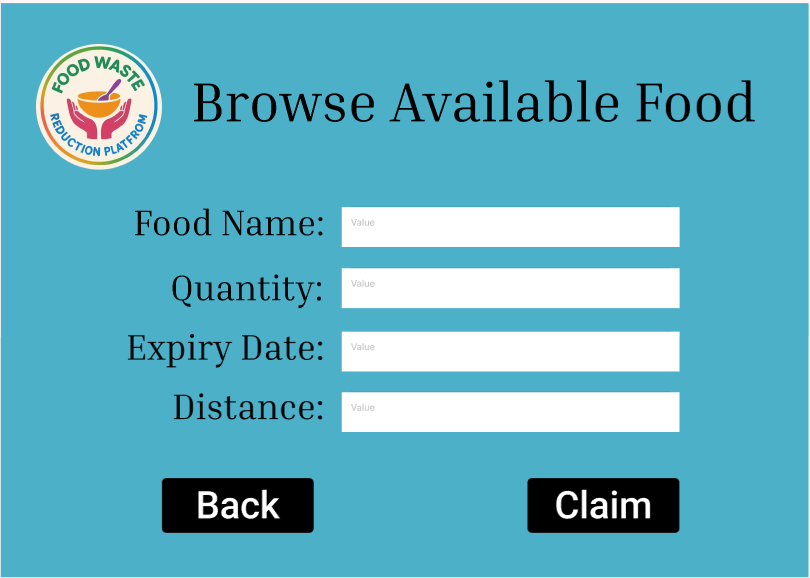 FOOD WASTE
REDUCTION PLATFROM
Browse Available Food
Food Name:
Value
Quantity:
Value
Expiry Date:
Value
Distance:
Value
Back
Claim